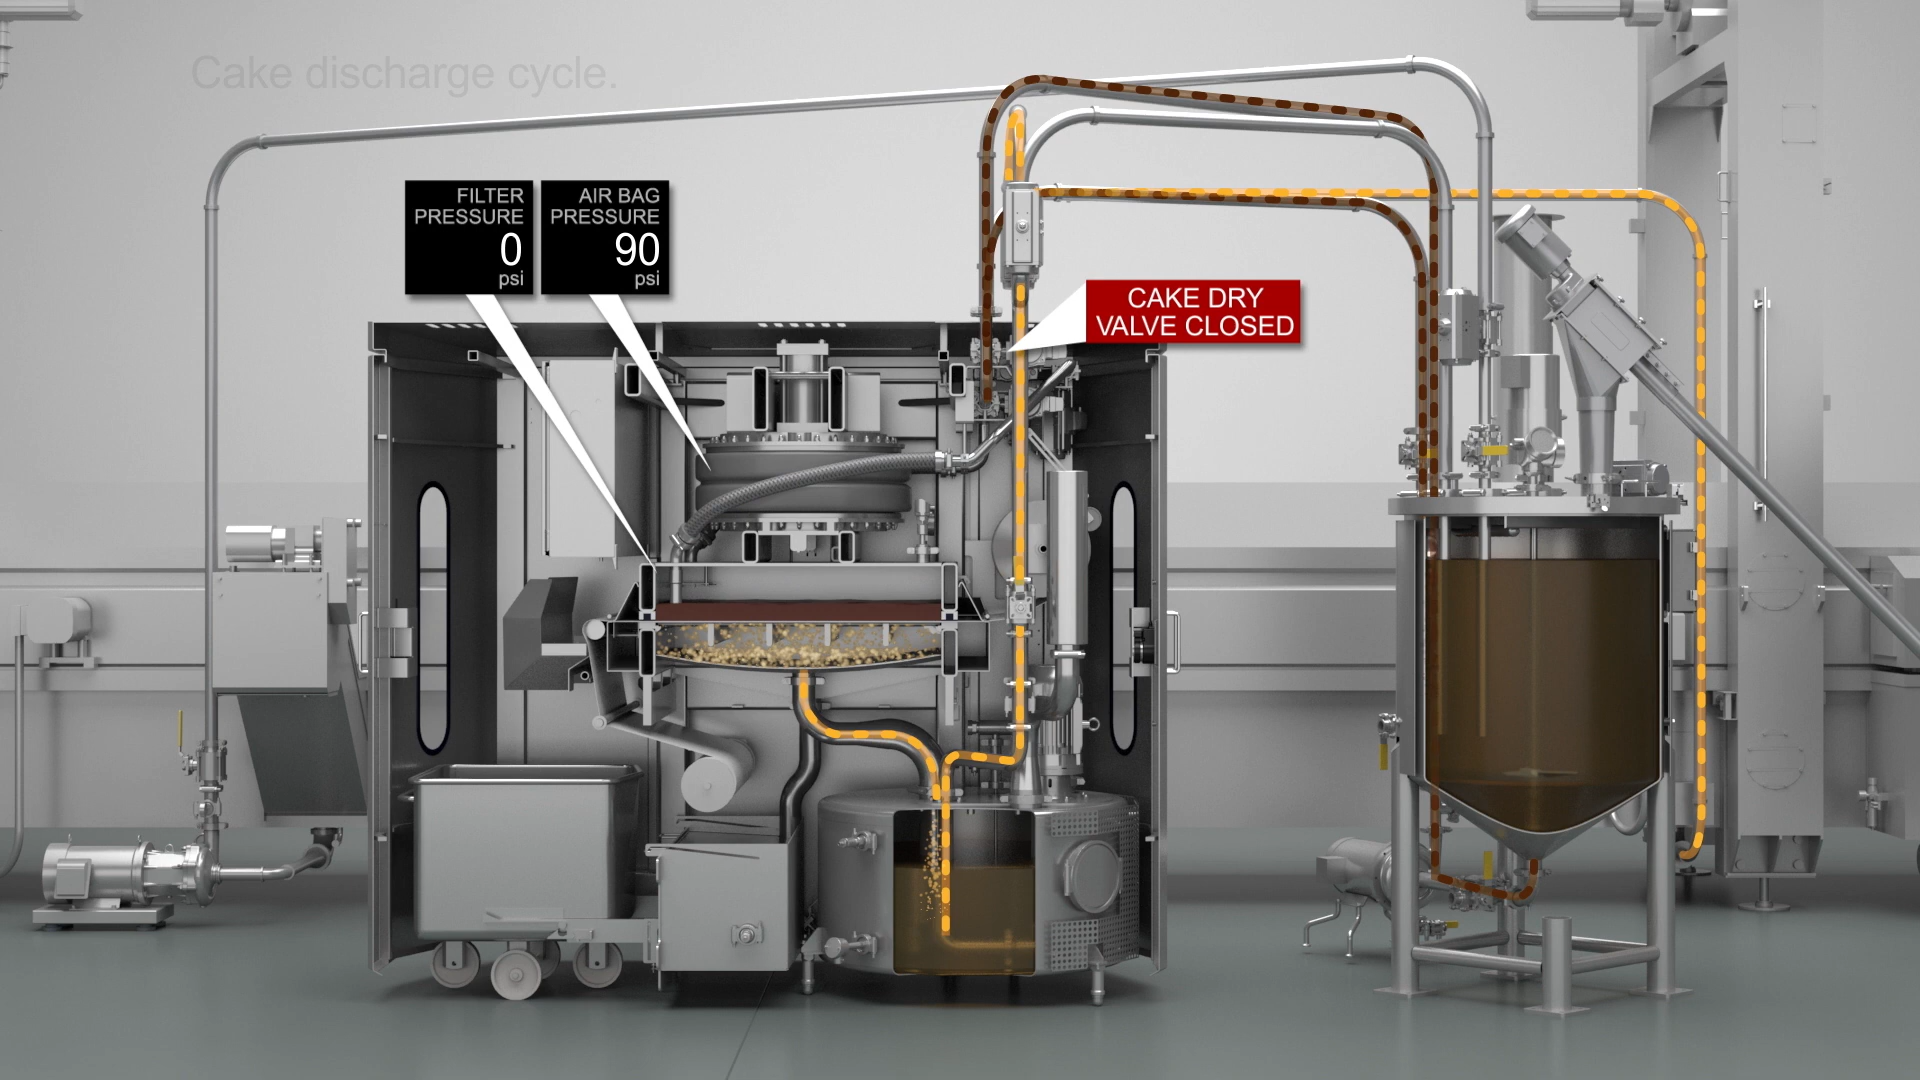 Cake discharge cycle.
FILTER
PRESSURE
0
psi
AIR BAG
PRESSURE
90
psi
CAKE DRY
VALVE CLOSED